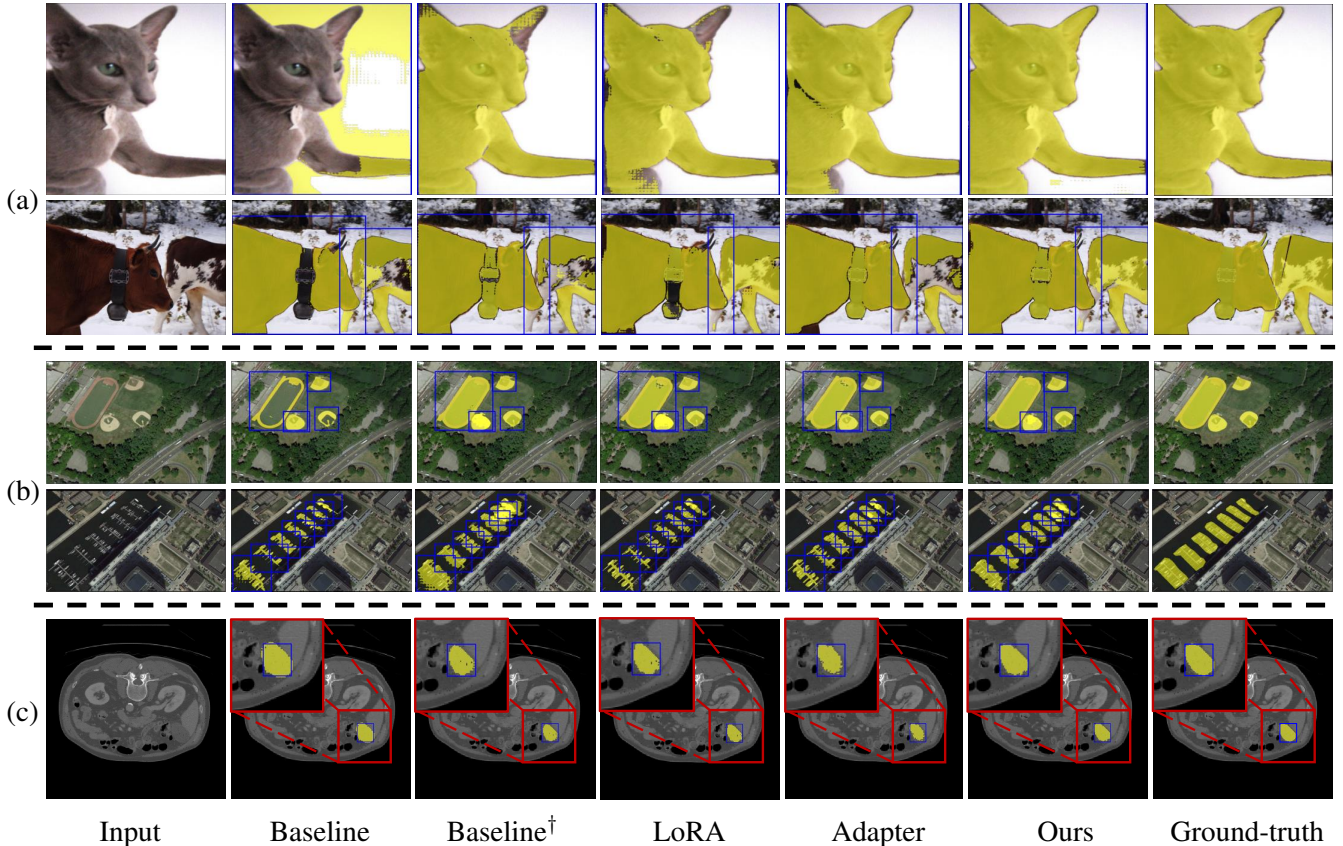 (a)
(b)
(c)
Input Baseline Baseline† LoRA Adapter Ours Ground-truth